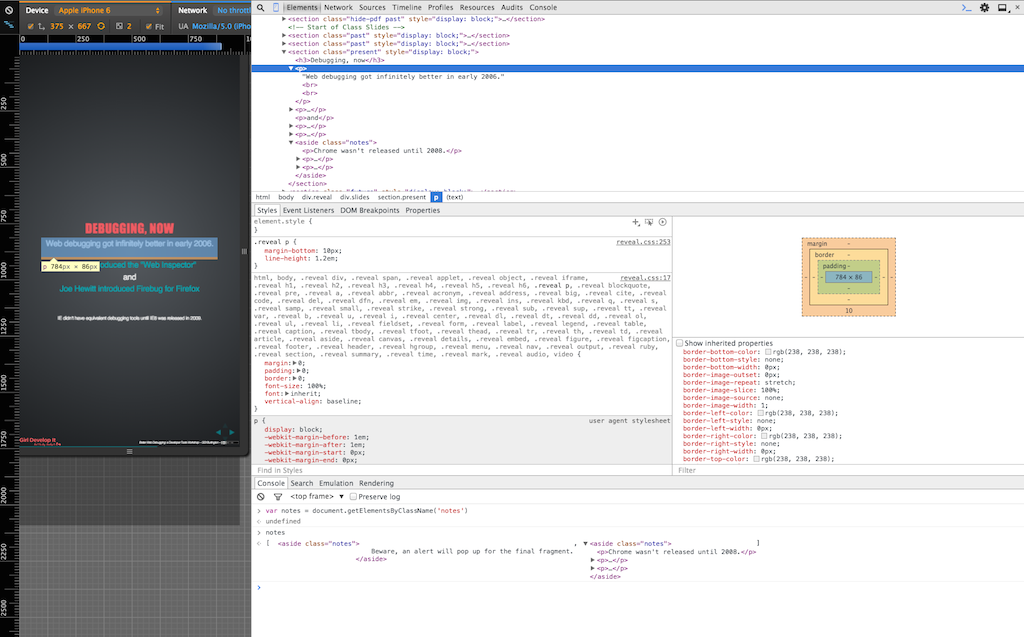 Device Apple iPhone 6 Network No throttl
375 × 667 2 Fit UA Mozilla/5.0 (iPho
0 250 500 750
250
500
750
1000
1250
1500
1750
2000
2250
2500
DEBUGGING, NOW
Web debugging got infinitely better in early 2006.
p 784px × 86px
oduced the "Web Inspector"
and
Joe Hewitt introduced Firebug for Firefox
IE didn't have equivalent debugging tools until IE8 was released in 2009.
Girl Develop It
Elements Network Sources Timeline Profiles Resources Audits Console
▶<section class="hide-pdf past" style="display: block;">…</section>
<!-- Start of Class Slides -->
▶<section class="past" style="display: block;">…</section>
▶<section class="past" style="display: block;">…</section>
▼<section class="present" style="display: block;">
<h3>Debugging, now</h3>
▼<p>
"Web debugging got infinitely better in early 2006."
<br>
<br>
</p>
▶<p>…</p>
<p>and</p>
▶<p>…</p>
▶<p>…</p>
▼<aside class="notes">
<p>Chrome wasn't released until 2008.</p>
▶<p>…</p>
▶<p>…</p>
</aside>
</section>
html body div.reveal div.slides section.present p (text)
Styles Event Listeners DOM Breakpoints Properties
element.style {
}
.reveal p { reveal.css:253
margin-bottom: 10px;
line-height: 1.2em;
}
html, body, .reveal div, .reveal span, .reveal applet, .reveal object, .reveal iframe, reveal.css:17
.reveal h1, .reveal h2, .reveal h3, .reveal h4, .reveal h5, .reveal h6, .reveal p, .reveal blockquote,
.reveal pre, .reveal a, .reveal abbr, .reveal acronym, .reveal address, .reveal big, .reveal cite, .reveal
code, .reveal del, .reveal dfn, .reveal em, .reveal img, .reveal ins, .reveal kbd, .reveal q, .reveal s,
.reveal samp, .reveal small, .reveal strike, .reveal strong, .reveal sub, .reveal sup, .reveal tt, .reveal
var, .reveal b, .reveal u, .reveal i, .reveal center, .reveal dl, .reveal dt, .reveal dd, .reveal ol,
.reveal ul, .reveal li, .reveal fieldset, .reveal form, .reveal label, .reveal legend, .reveal table,
.reveal caption, .reveal tbody, .reveal tfoot, .reveal thead, .reveal tr, .reveal th, .reveal td,
.reveal article, .reveal aside, .reveal canvas, .reveal details, .reveal embed, .reveal figure, .reveal figcaption,
.reveal footer, .reveal header, .reveal hgroup, .reveal menu, .reveal nav, .reveal output, .reveal ruby,
.reveal section, .reveal summary, .reveal time, .reveal mark, .reveal audio, video {
margin:▶0;
padding:▶0;
border:▶0;
font-size: 100%;
font:▶inherit;
vertical-align: baseline;
}
p { user agent stylesheet
display: block;
-webkit-margin-before: 1em;
-webkit-margin-after: 1em;
-webkit-margin-start: 0px;
-webkit-margin-end: 0px;
Find in Styles
margin -
border -
padding -
- - - 784 × 86 - - -
-
-
10
Show inherited properties
border-bottom-color: rgb(238, 238, 238);
border-bottom-style: none;
border-bottom-width: 0px;
border-image-outset: 0px;
border-image-repeat: stretch;
border-image-slice: 100%;
border-image-source: none;
border-image-width: 1;
border-left-color: rgb(238, 238, 238);
border-left-style: none;
border-left-width: 0px;
border-right-color: rgb(238, 238, 238);
border-right-style: none;
border-right-width: 0px;
border-top-color: rgb(238, 238, 238);
Filter
Console Search Emulation Rendering
<top frame> ▼ Preserve log
> var notes = document.getElementsByClassName('notes')
< undefined
> notes
< [ <aside class="notes"> , ▼<aside class="notes"> ]
Beware, an alert will pop up for the final fragment. <p>Chrome wasn't released until 2008.</p>
</aside> ▶<p>…</p>
▶<p>…</p>
</aside>
>